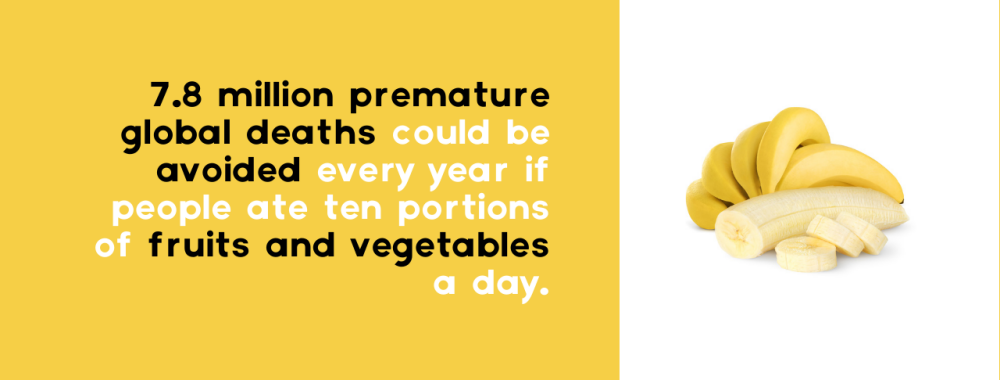 7.8 million premature
global deaths could be
avoided every year if
people ate ten portions
of fruits and vegetables
a day.